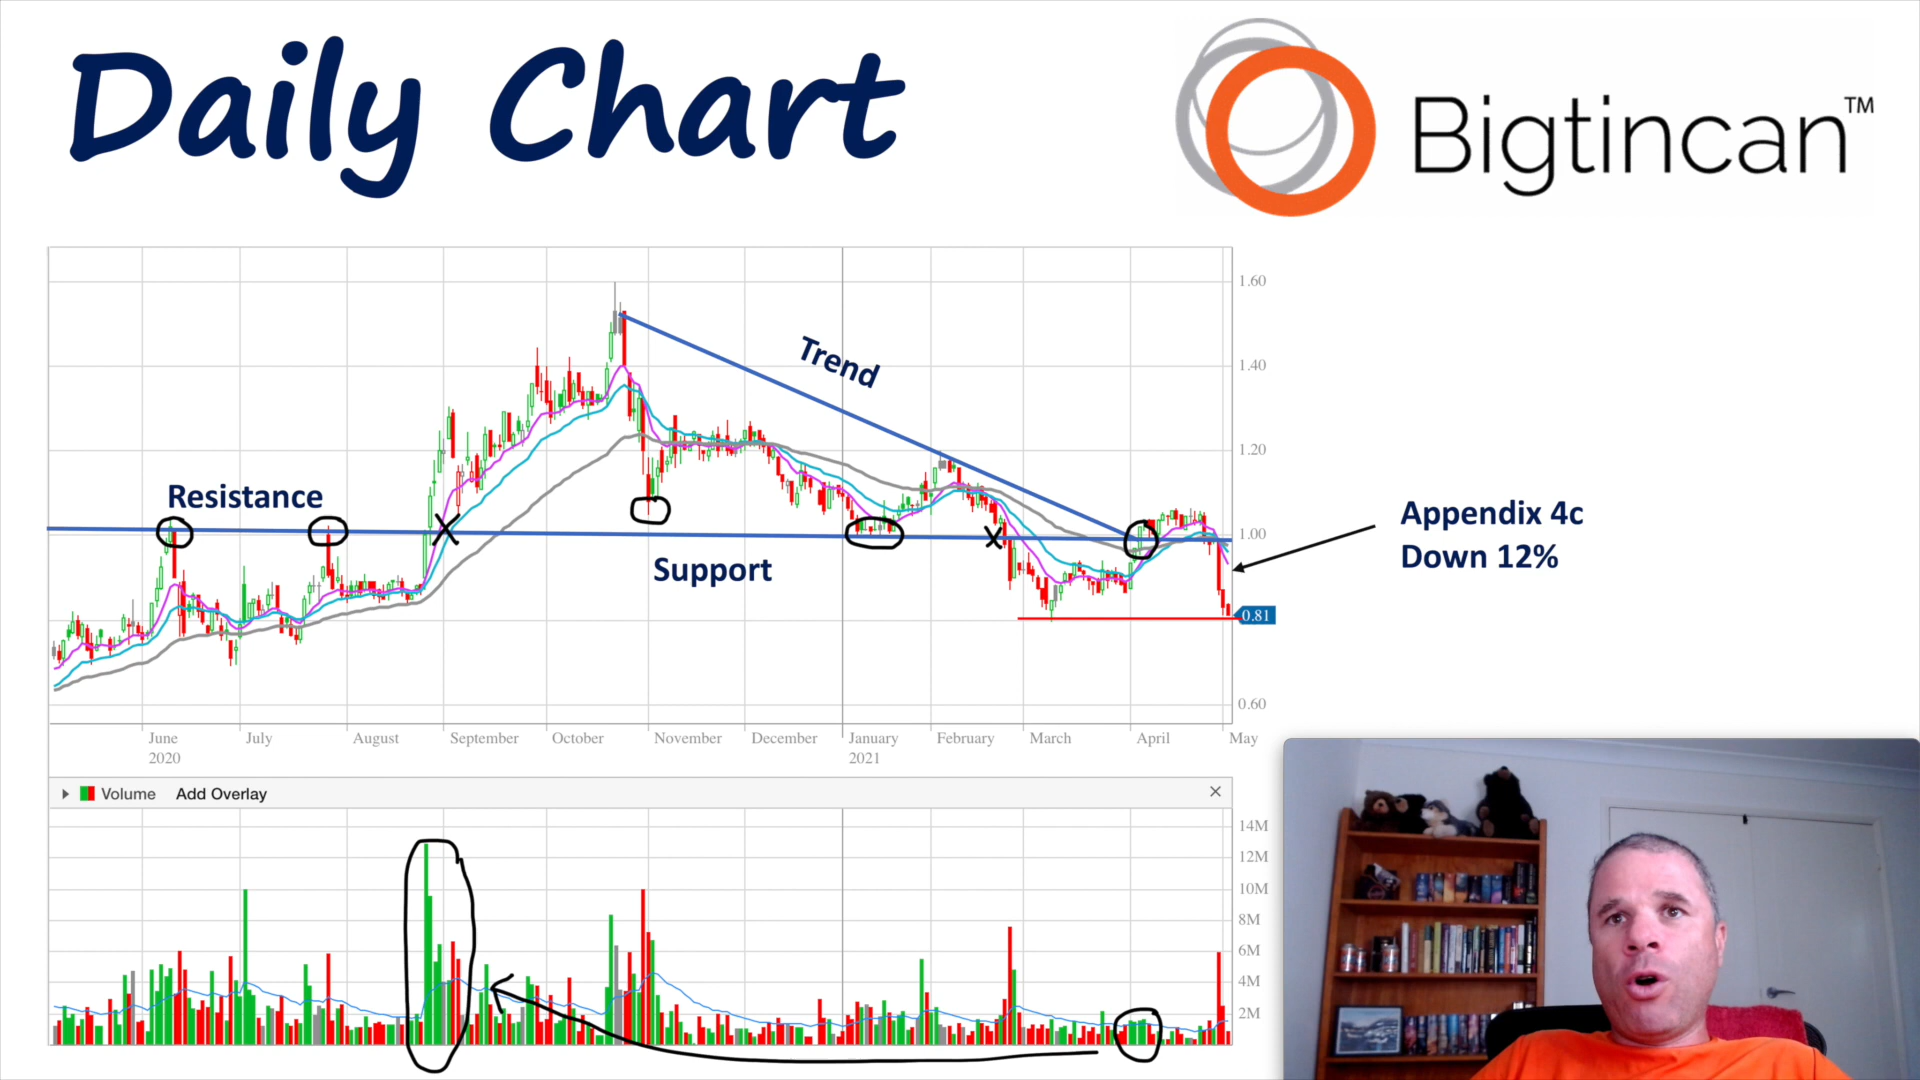 Daily Chart
Bigtincan™
1.60
1.40
1.20
1.00
0.81
0.60
Trend
Resistance
Support
Appendix 4c
Down 12%
June
2020
July
August
September
October
November
December
January
2021
February
March
April
May
Volume
Add Overlay
14M
12M
10M
8M
6M
4M
2M